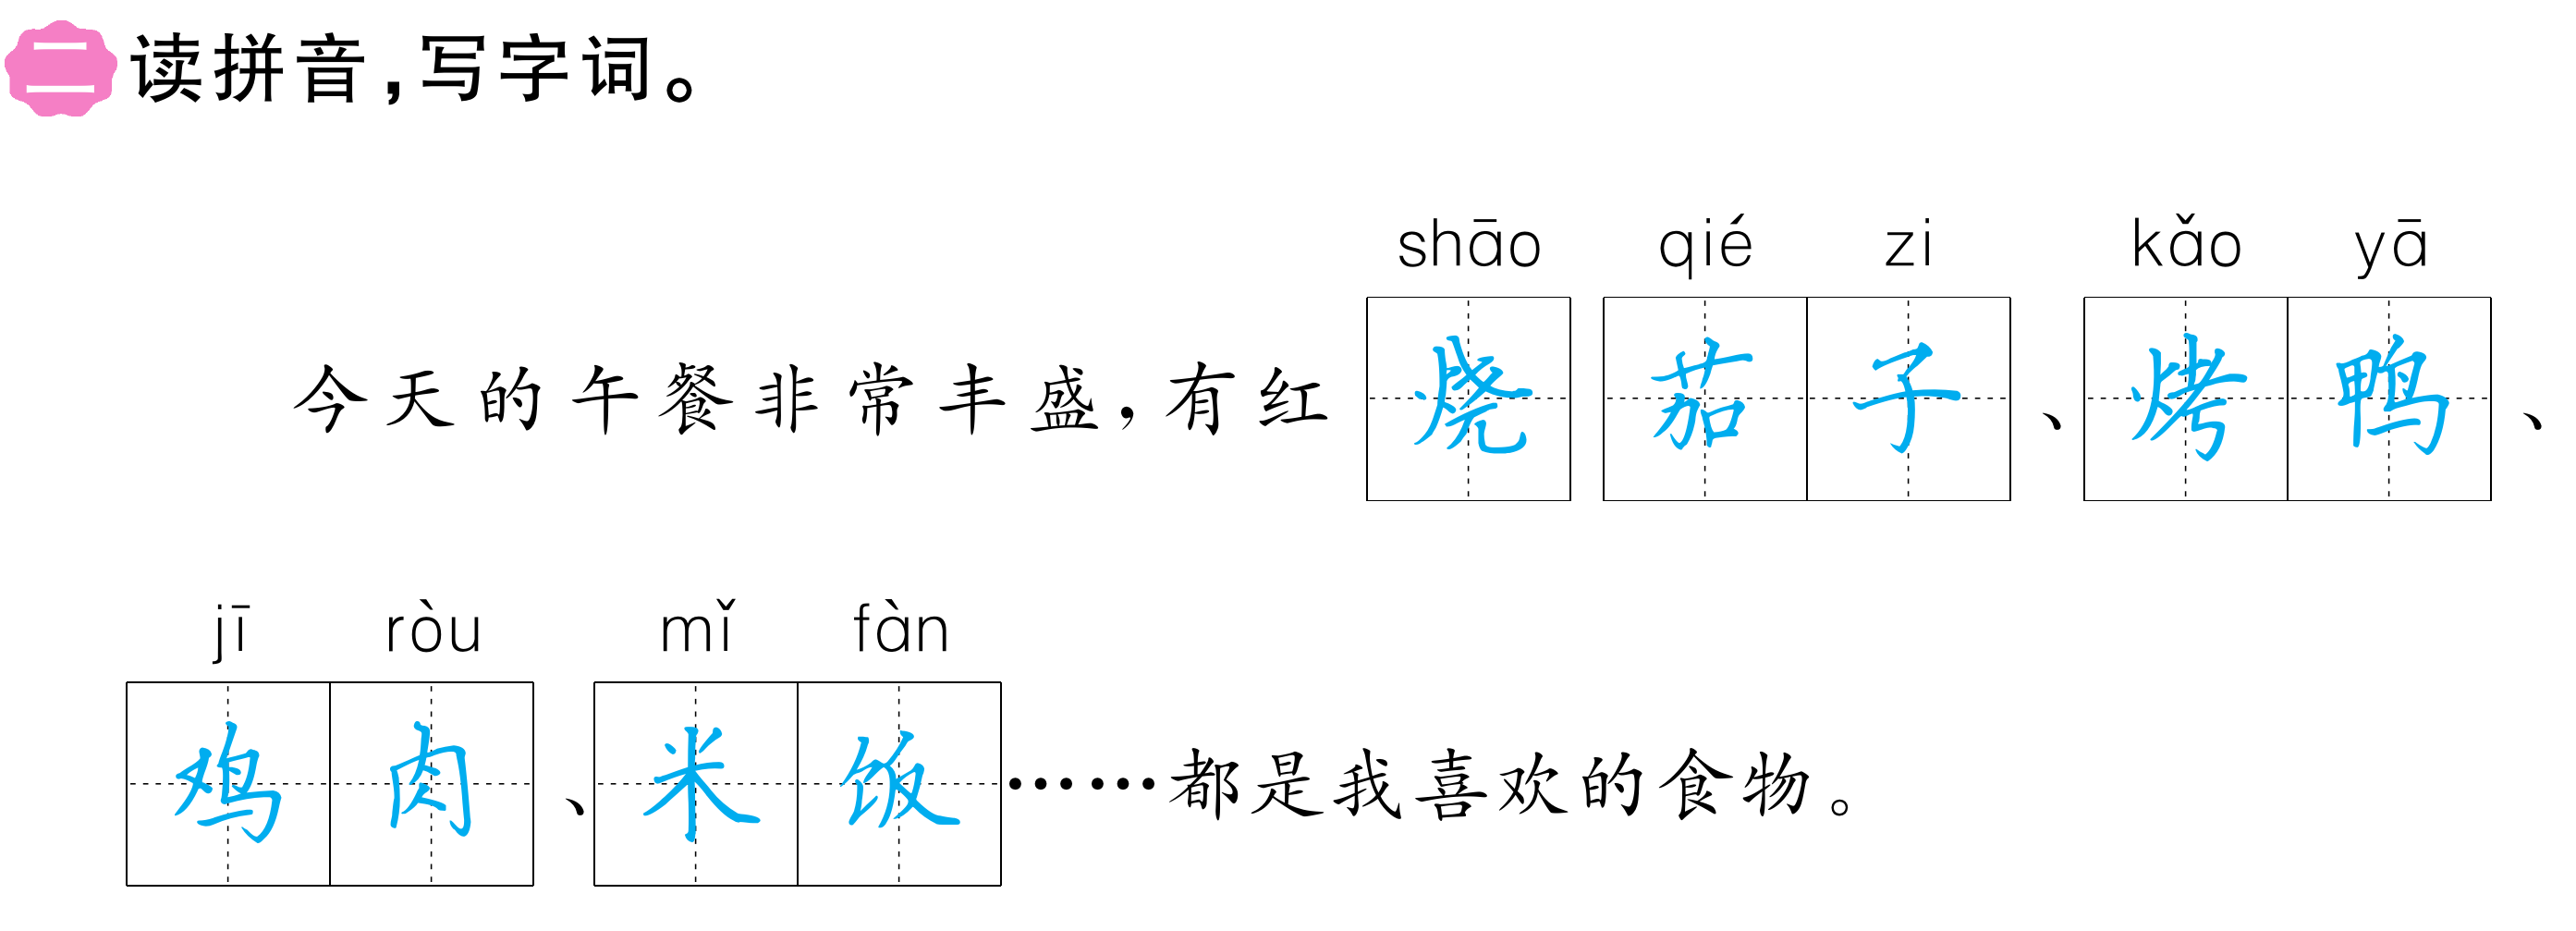 二 读拼音,写字词。
shāo qié zi kǎo yā
今天的午餐非常丰盛,有红烧茄子、烤鸭、
jī ròu mǐ fàn
鸡肉、米饭……都是我喜欢的食物。